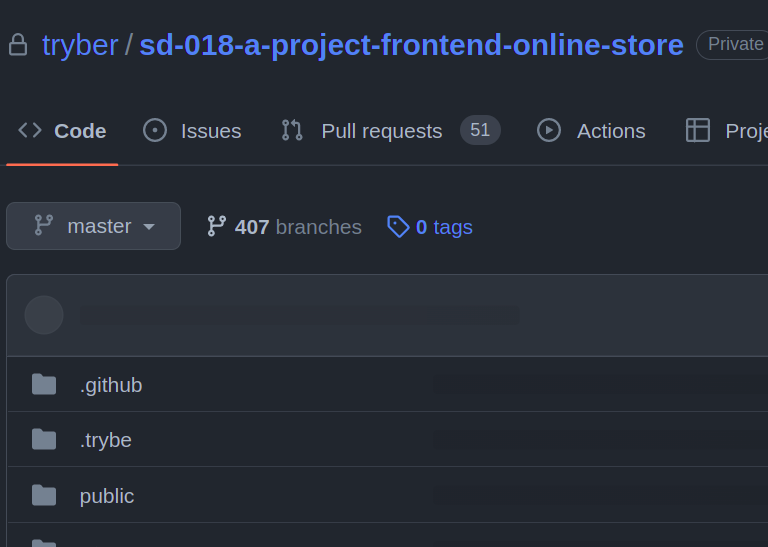 tryber / sd-018-a-project-frontend-online-store Private
Code Issues Pull requests 51 Actions
master 407 branches 0 tags
.github
.trybe
public